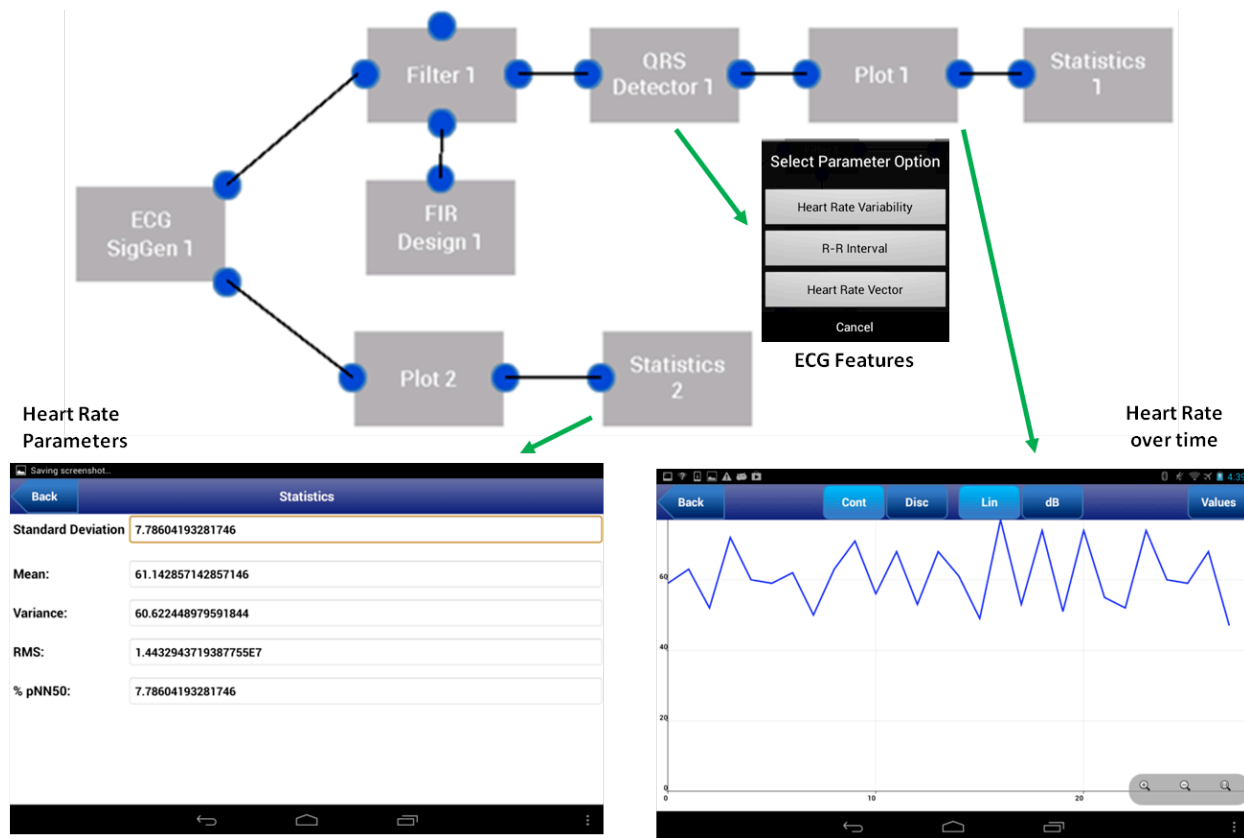 Filter 1
QRS
Detector 1
Plot 1
Statistics
1
ECG
SigGen 1
FIR
Design 1
Select Parameter Option
Heart Rate Variability
R-R Interval
Heart Rate Vector
Cancel
ECG Features
Plot 2
Statistics
2
Heart Rate
Parameters
Heart Rate
over time
Saving screenshot...
Back
Statistics
Standard Deviation 7.78604193281746
Mean: 61.142857142857146
Variance: 60.622448979591844
RMS: 1.4432943719387755E7
% pNN50: 7.78604193281746
4:39
Back Cont Disc Lin dB Values
60
40
20
0
0 10 20